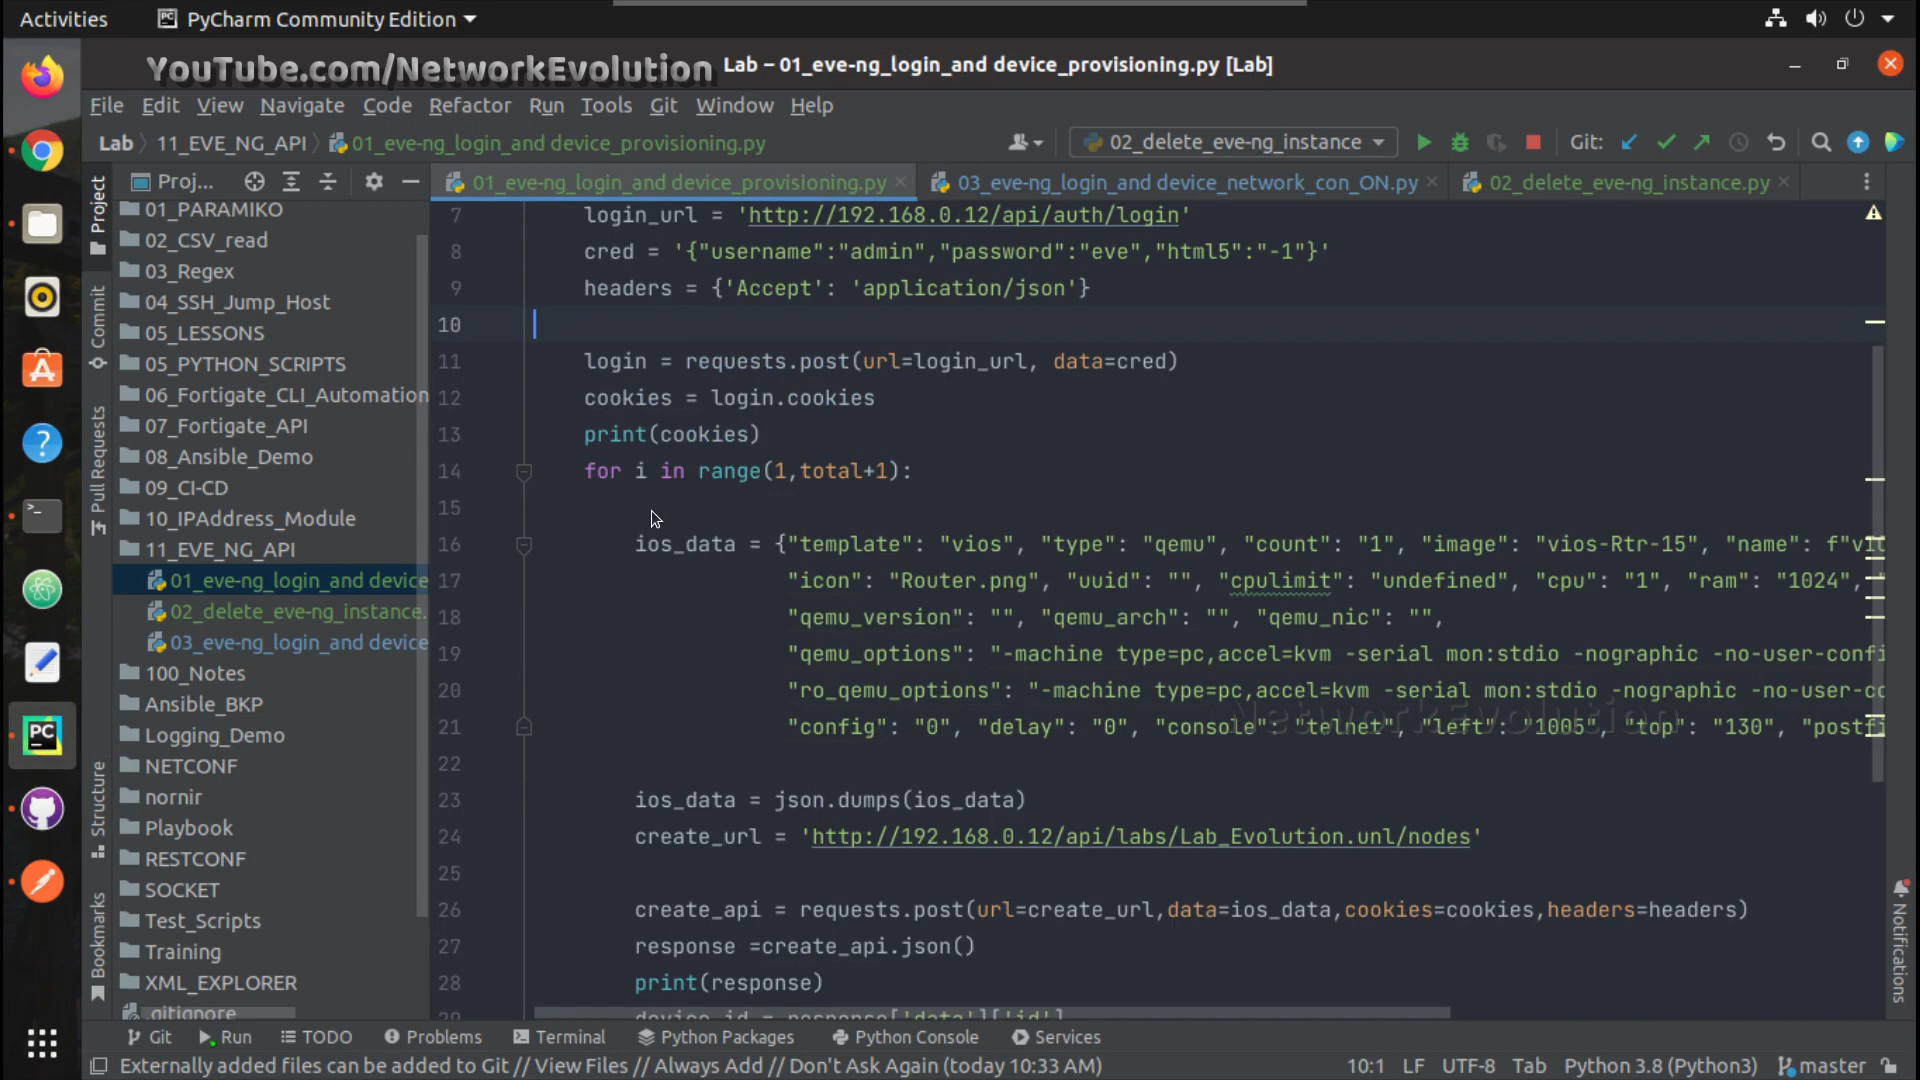 Activities
PyCharm Community Edition
YouTube.com/NetworkEvolution
Lab – 01_eve-ng_login_and device_provisioning.py [Lab]
File Edit View Navigate Code Refactor Run Tools Git Window Help
Lab 11_EVE_NG_API 01_eve-ng_login_and device_provisioning.py
02_delete_eve-ng_instance
Git:
Project
Proj...
01_eve-ng_login_and device_provisioning.py
03_eve-ng_login_and device_network_con_ON.py
02_delete_eve-ng_instance.py
01_PARAMIKO
02_CSV_read
03_Regex
04_SSH_Jump_Host
05_LESSONS
05_PYTHON_SCRIPTS
06_Fortigate_CLI_Automation
07_Fortigate_API
08_Ansible_Demo
09_CI-CD
10_IPAddress_Module
11_EVE_NG_API
01_eve-ng_login_and device
02_delete_eve-ng_instance.
03_eve-ng_login_and device
100_Notes
Ansible_BKP
Logging_Demo
NETCONF
nornir
Playbook
RESTCONF
SOCKET
Test_Scripts
Training
XML_EXPLORER
.gitignore
Commit
Pull Requests
Structure
Bookmarks
7 login_url = 'http://192.168.0.12/api/auth/login'
8 cred = '{"username":"admin","password":"eve","html5":"-1"}'
9 headers = {'Accept': 'application/json'}
10
11 login = requests.post(url=login_url, data=cred)
12 cookies = login.cookies
13 print(cookies)
14 for i in range(1,total+1):
15
16 ios_data = {"template": "vios", "type": "qemu", "count": "1", "image": "vios-Rtr-15", "name": f"
17 "icon": "Router.png", "uuid": "", "cpulimit": "undefined", "cpu": "1", "ram": "1024",
18 "qemu_version": "", "qemu_arch": "", "qemu_nic": "",
19 "qemu_options": "-machine type=pc,accel=kvm -serial mon:stdio -nographic -no-user-confi
20 "ro_qemu_options": "-machine type=pc,accel=kvm -serial mon:stdio -nographic -no-user-co
21 "config": "0", "delay": "0", "console": "telnet", "left": "1005", "top": "130", "postfi
NetworkEvolution
22
23 ios_data = json.dumps(ios_data)
24 create_url = 'http://192.168.0.12/api/labs/Lab_Evolution.unl/nodes'
25
26 create_api = requests.post(url=create_url,data=ios_data,cookies=cookies,headers=headers)
27 response =create_api.json()
28 print(response)
29 device_id = response['data']['id']
Notifications
Git Run TODO Problems Terminal Python Packages Python Console Services
Externally added files can be added to Git // View Files // Always Add // Don't Ask Again (today 10:33 AM)
10:1 LF UTF-8 Tab Python 3.8 (Python3) master